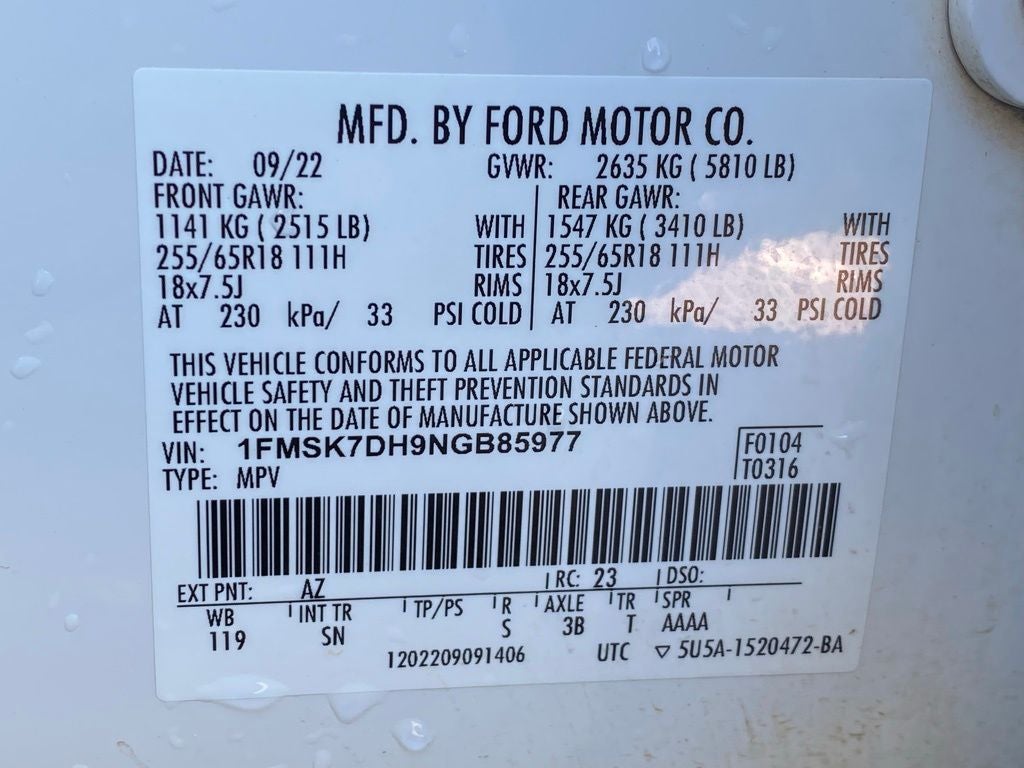 MFD. BY FORD MOTOR CO.
DATE: 09/22 GVWR: 2635 KG ( 5810 LB)
FRONT GAWR: REAR GAWR:
1141 KG ( 2515 LB) WITH 1547 KG ( 3410 LB) WITH
255/65R18 111H TIRES 255/65R18 111H TIRES
18x7.5J RIMS 18x7.5J RIMS
AT 230 kPa/ 33 PSI COLD AT 230 kPa/ 33 PSI COLD
THIS VEHICLE CONFORMS TO ALL APPLICABLE FEDERAL MOTOR
VEHICLE SAFETY AND THEFT PREVENTION STANDARDS IN
EFFECT ON THE DATE OF MANUFACTURE SHOWN ABOVE.
VIN: 1FMSK7DH9NGB85977 F0104
TYPE: MPV T0316
EXT PNT: AZ RC: 23 DSO:
WB INT TR TP/PS R AXLE TR SPR
119 SN S 3B T AAAA
1202209091406 UTC ▽ 5U5A-1520472-BA